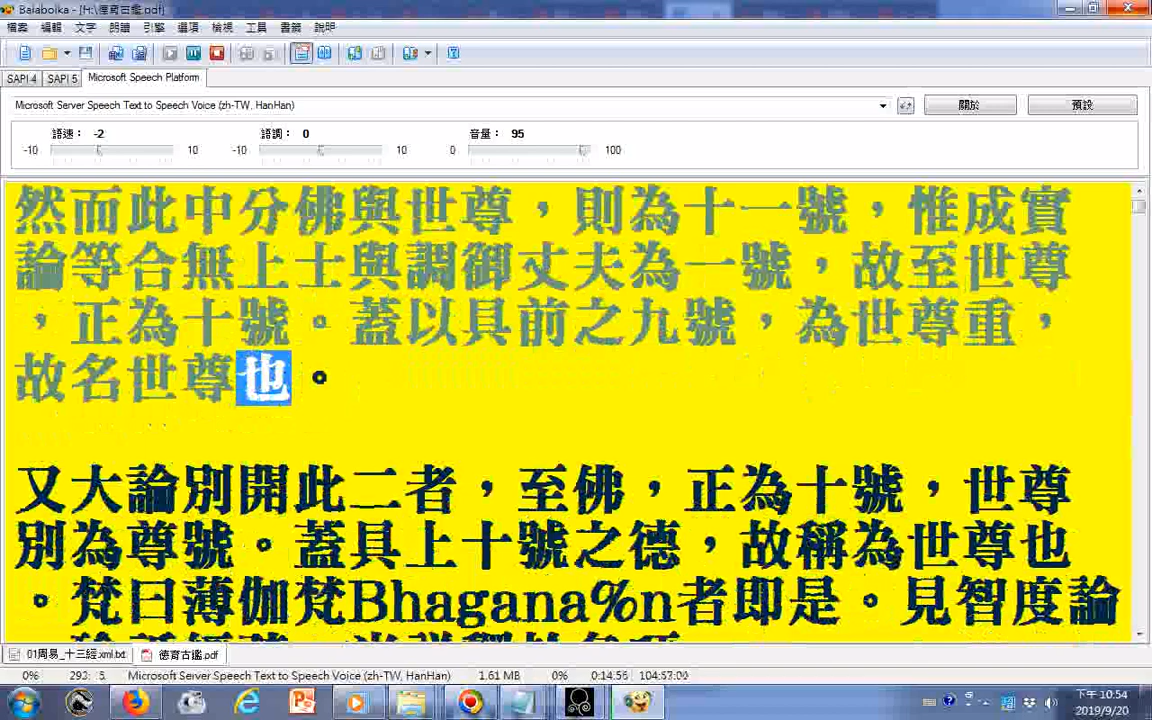 Balabolka - [H:\德育古鑑.pdf]
檔案 編輯 文字 朗讀 引擎 選項 檢視 工具 書籤 說明
SAPI 4 SAPI 5 Microsoft Speech Platform
Microsoft Server Speech Text to Speech Voice (zh-TW, HanHan) 關於 預設
語速： -2 語調： 0 音量： 95
-10 10 -10 10 0 100
然而此中分佛與世尊，則為十一號，惟成實
論等合無上士與調御丈夫為一號，故至世尊
，正為十號。蓋以具前之九號，為世尊重，
故名世尊也。
又大論別開此二者，至佛，正為十號，世尊
別為尊號。蓋具上十號之德，故稱為世尊也
。梵曰薄伽梵Bhagana%n者即是。見智度論
01周易_十三經.xml.txt 德育古鑑.pdf
0% 293: 5 Microsoft Server Speech Text to Speech Voice (zh-TW, HanHan) 1.61 MB 0% 0:14:56 104:57:00
下午 10:54
2019/9/20